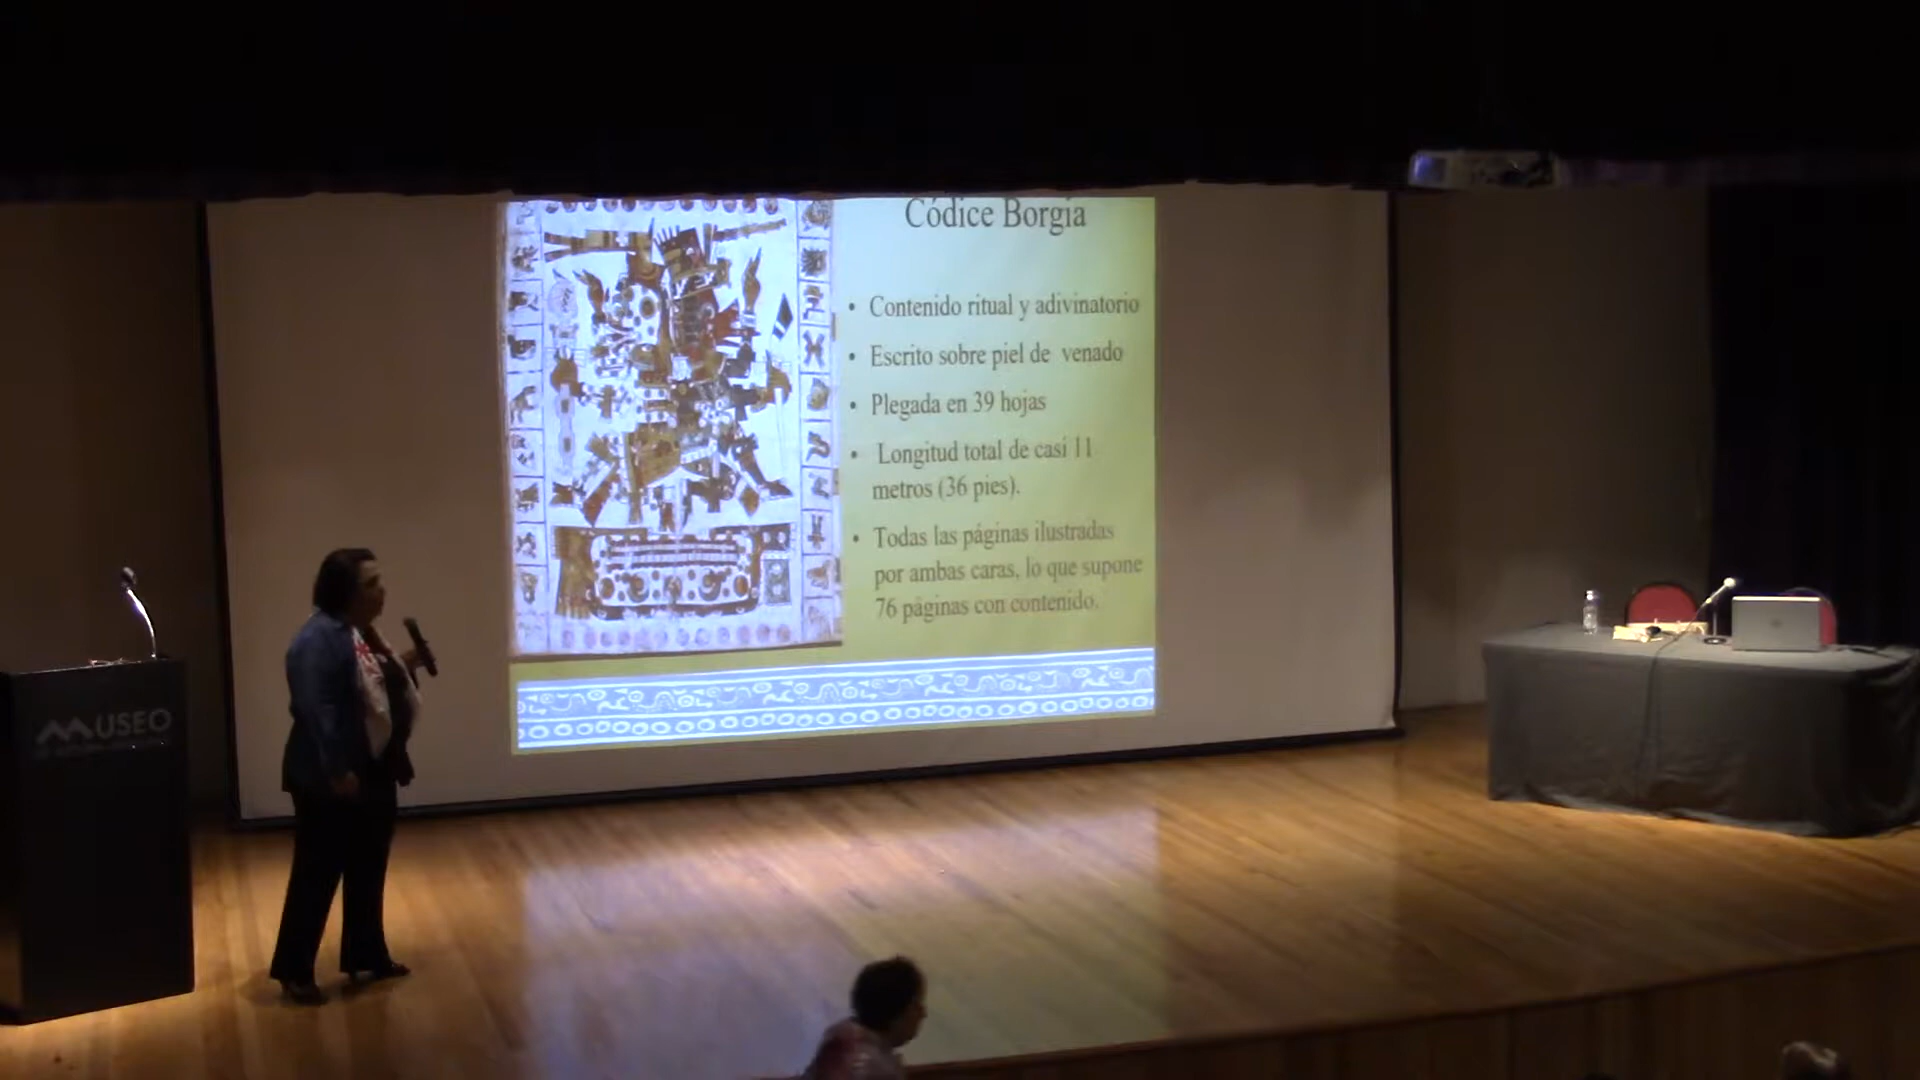 Códice Borgia
• Contenido ritual y adivinatorio
• Escrito sobre piel de venado
• Plegada en 39 hojas
• Longitud total de casi 11
metros (36 pies).
• Todas las páginas ilustradas
por ambas caras, lo que supone
76 páginas con contenido.
MUSEO